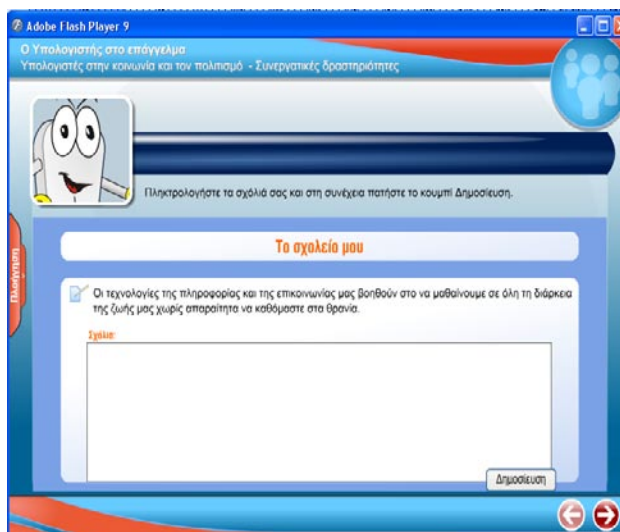 Adobe Flash Player 9
Ο Υπολογιστής στο επάγγελμα
Υπολογιστές στην κοινωνία και τον πολιτισμό - Συνεργατικές δραστηριότητες
Πληκτρολογήστε τα σχόλιά σας και στη συνέχεια πατήστε το κουμπί Δημοσίευση.
Πλοήγηση
Το σχολείο μου
Οι τεχνολογίες της πληροφορίας και της επικοινωνίας μας βοηθούν στο να μαθαίνουμε σε όλη τη διάρκεια
της ζωής μας χωρίς απαραίτητα να καθόμαστε στα θρανία.
Σχόλια:
Δημοσίευση